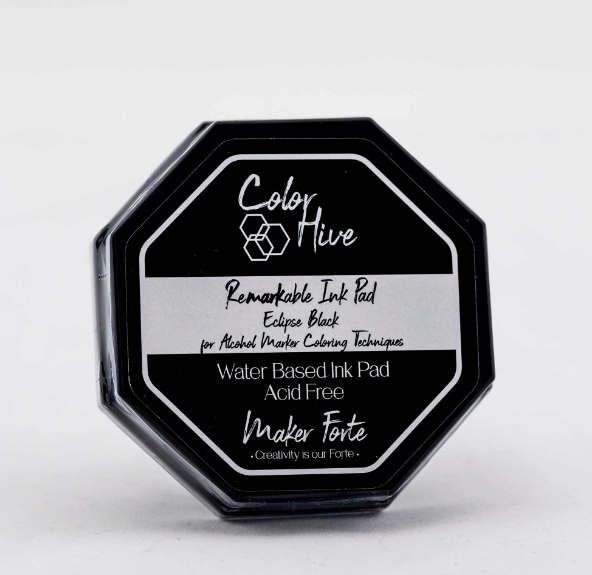 Color
Hive
Remarkable Ink Pad
Eclipse Black
for Alcohol Marker Coloring Techniques
Water Based Ink Pad
Acid Free
Maker Forte
• Creativity is our Forte •